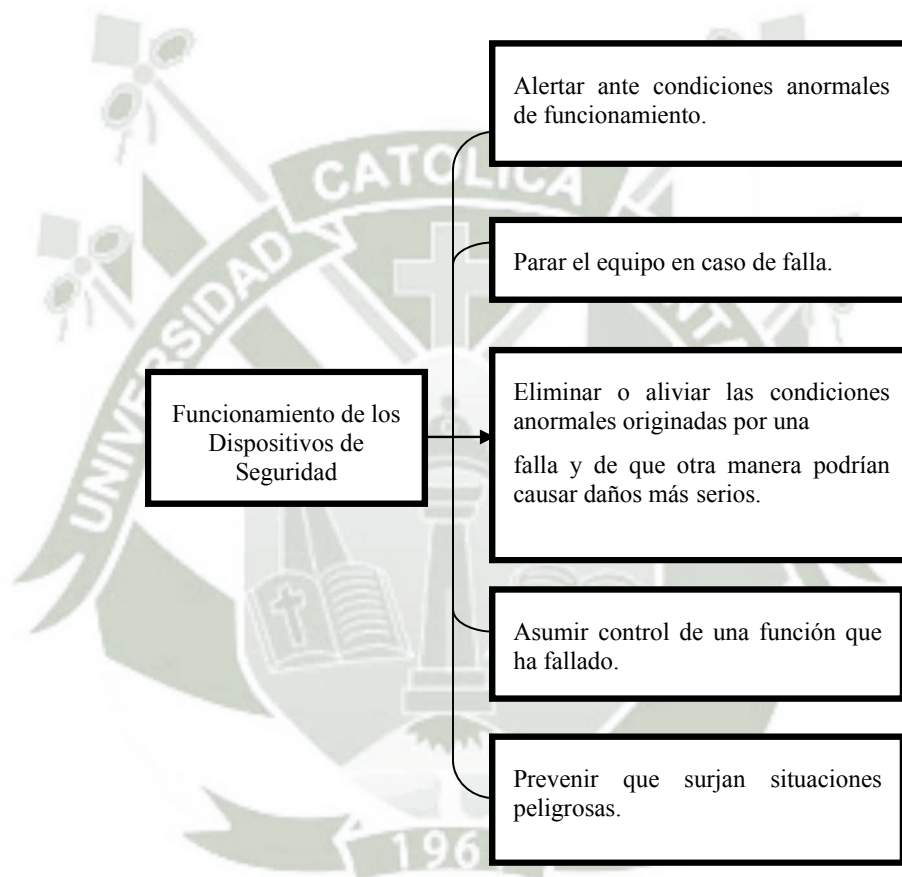 Alertar ante condiciones anormales
de funcionamiento.
CATOLICA
UNIVERSIDAD
Parar el equipo en caso de falla.
Funcionamiento de los
Dispositivos de
Seguridad
Eliminar o aliviar las condiciones
anormales originadas por una
falla y de que otra manera podrían
causar daños más serios.
Asumir control de una función que
ha fallado.
Prevenir que surjan situaciones
peligrosas.